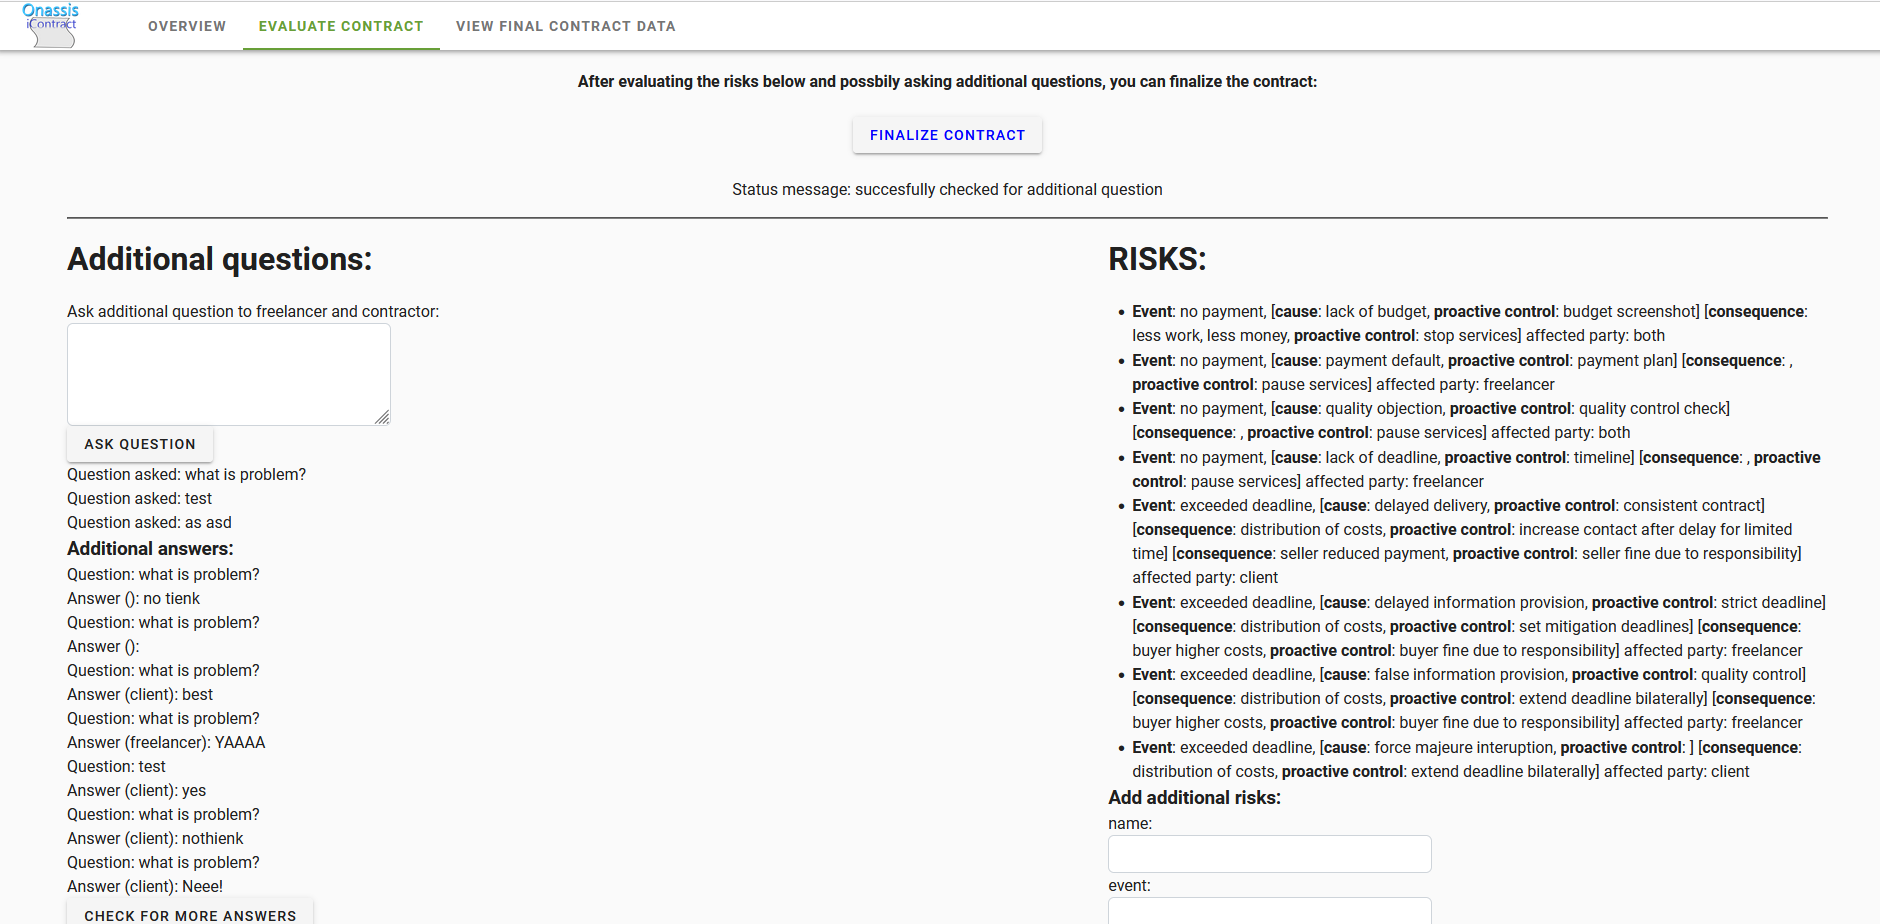 Onassis
iContract
OVERVIEW
EVALUATE CONTRACT
VIEW FINAL CONTRACT DATA
After evaluating the risks below and possbily asking additional questions, you can finalize the contract:
FINALIZE CONTRACT
Status message: succesfully checked for additional question
Additional questions:
Ask additional question to freelancer and contractor:
ASK QUESTION
Question asked: what is problem?
Question asked: test
Question asked: as asd
Additional answers:
Question: what is problem?
Answer (): no tienk
Question: what is problem?
Answer ():
Question: what is problem?
Answer (client): best
Question: what is problem?
Answer (freelancer): YAAAA
Question: test
Answer (client): yes
Question: what is problem?
Answer (client): nothienk
Question: what is problem?
Answer (client): Neee!
CHECK FOR MORE ANSWERS
RISKS:
• Event: no payment, [cause: lack of budget, proactive control: budget screenshot] [consequence:
less work, less money, proactive control: stop services] affected party: both
• Event: no payment, [cause: payment default, proactive control: payment plan] [consequence: ,
proactive control: pause services] affected party: freelancer
• Event: no payment, [cause: quality objection, proactive control: quality control check]
[consequence: , proactive control: pause services] affected party: both
• Event: no payment, [cause: lack of deadline, proactive control: timeline] [consequence: , proactive
control: pause services] affected party: freelancer
• Event: exceeded deadline, [cause: delayed delivery, proactive control: consistent contract]
[consequence: distribution of costs, proactive control: increase contact after delay for limited
time] [consequence: seller reduced payment, proactive control: seller fine due to responsibility]
affected party: client
• Event: exceeded deadline, [cause: delayed information provision, proactive control: strict deadline]
[consequence: distribution of costs, proactive control: set mitigation deadlines] [consequence:
buyer higher costs, proactive control: buyer fine due to responsibility] affected party: freelancer
• Event: exceeded deadline, [cause: false information provision, proactive control: quality control]
[consequence: distribution of costs, proactive control: extend deadline bilaterally] [consequence:
buyer higher costs, proactive control: buyer fine due to responsibility] affected party: freelancer
• Event: exceeded deadline, [cause: force majeure interuption, proactive control: ] [consequence:
distribution of costs, proactive control: extend deadline bilaterally] affected party: client
Add additional risks:
name:
event: